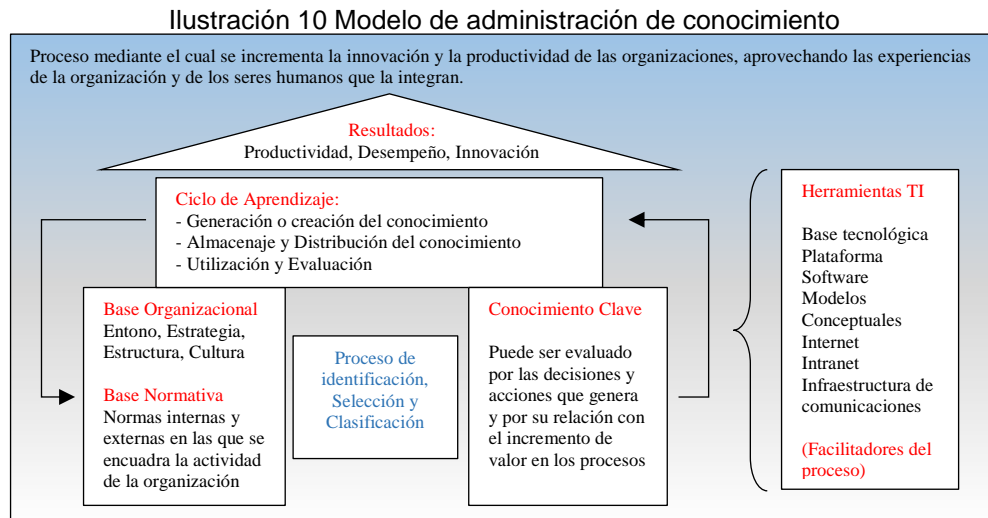 Ilustración 10 Modelo de administración de conocimiento
Proceso mediante el cual se incrementa la innovación y la productividad de las organizaciones, aprovechando las experiencias
de la organización y de los seres humanos que la integran.
Resultados:
Productividad, Desempeño, Innovación
Ciclo de Aprendizaje:
- Generación o creación del conocimiento
- Almacenaje y Distribución del conocimiento
- Utilización y Evaluación
Base Organizacional
Entono, Estrategia,
Estructura, Cultura
Base Normativa
Normas internas y
externas en las que se
encuadra la actividad
de la organización
Proceso de
identificación,
Selección y
Clasificación
Conocimiento Clave
Puede ser evaluado
por las decisiones y
acciones que genera
y por su relación con
el incremento de
valor en los procesos
Herramientas TI
Base tecnológica
Plataforma
Software
Modelos
Conceptuales
Internet
Intranet
Infraestructura de
comunicaciones
(Facilitadores del
proceso)